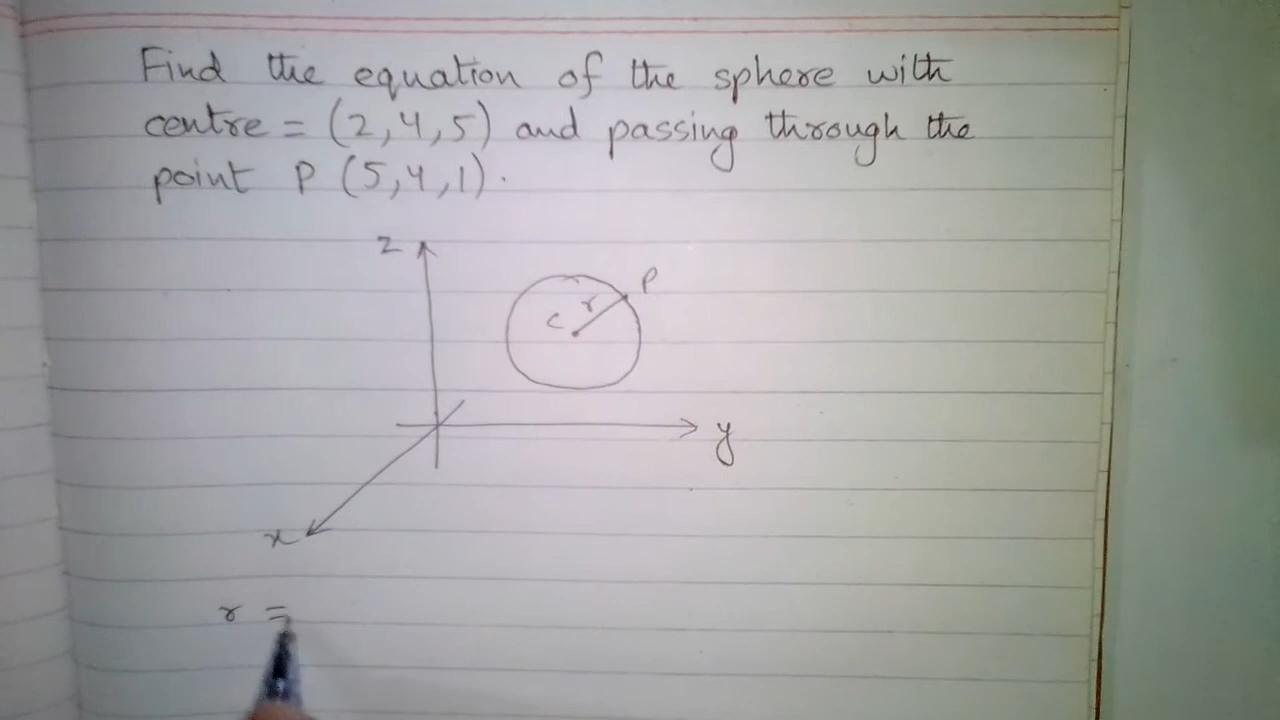 Find the equation of the sphere with
centre = (2,4,5) and passing through the
point P (5,4,1).
z
P
r
C
y
x
r =